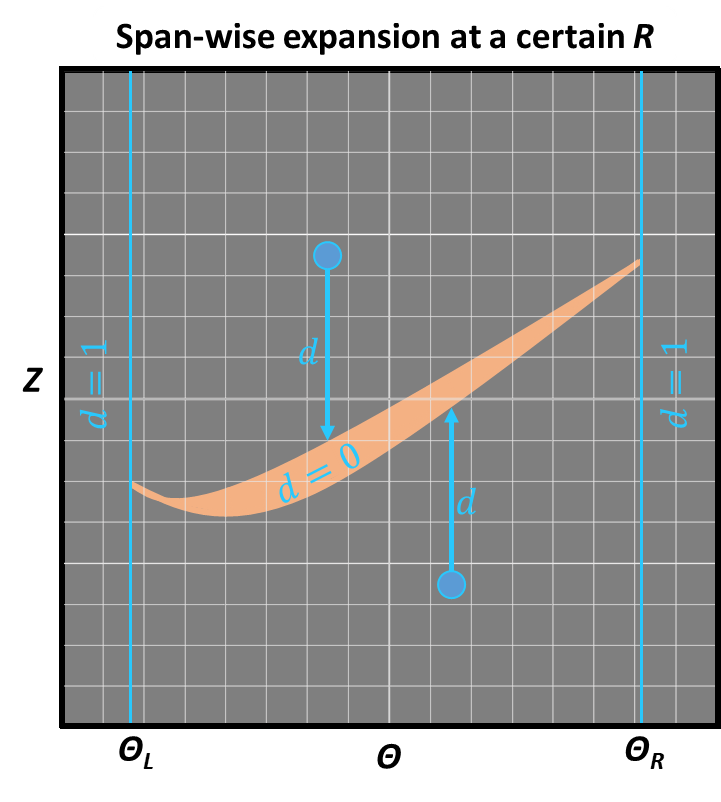 Span-wise expansion at a certain R
d = 1
d
Z
d = 1
d = 0
d
ΘL
Θ
ΘR